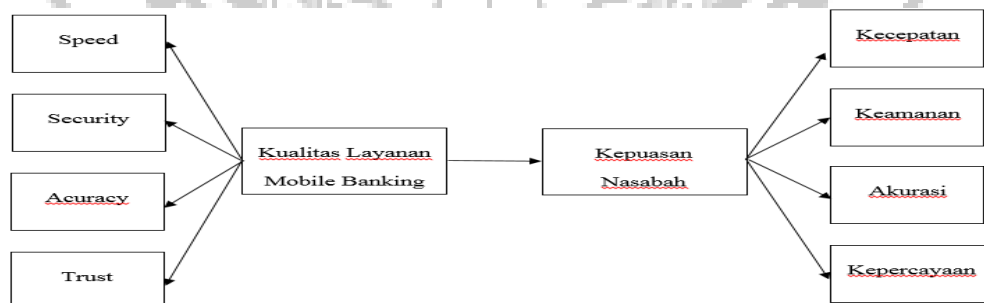 Speed
Security
Acuracy
Trust
Kualitas Layanan
Mobile Banking
Kepuasan
Nasabah
Kecepatan
Keamanan
Akurasi
Kepercayaan